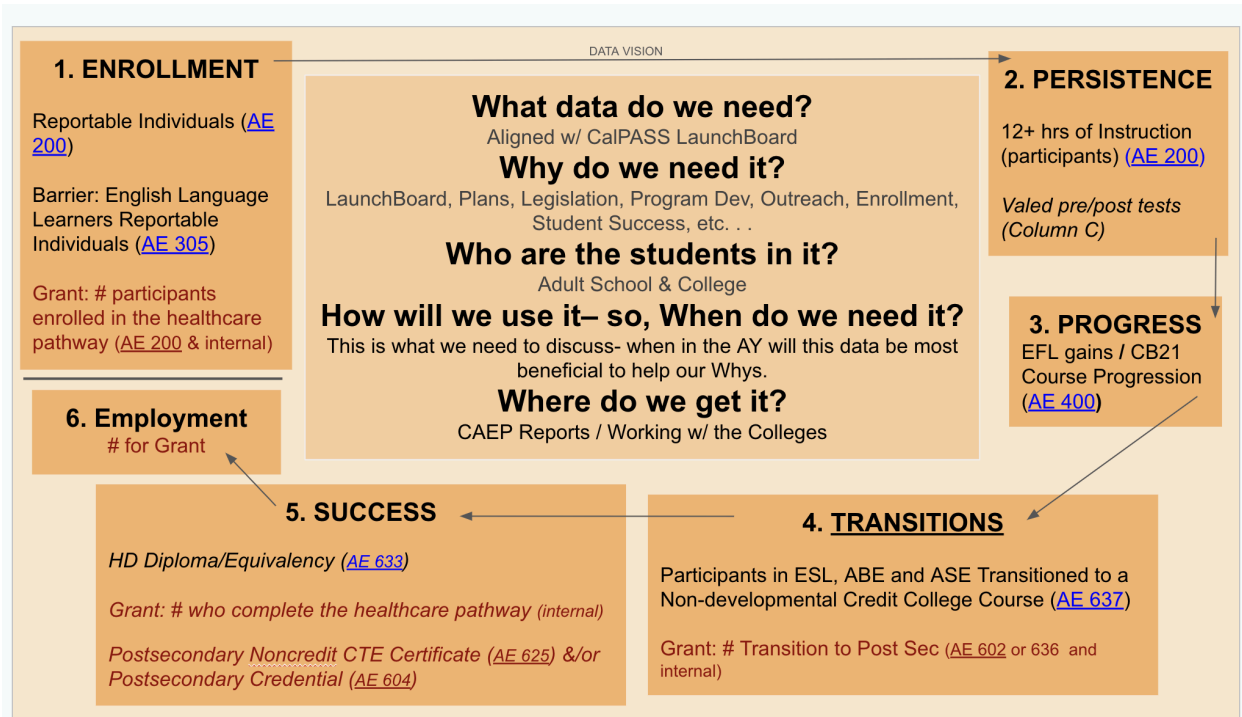 DATA VISION
1. ENROLLMENT
Reportable Individuals (AE
200)
Barrier: English Language
Learners Reportable
Individuals (AE 305)
Grant: # participants
enrolled in the healthcare
pathway (AE 200 & internal)
What data do we need?
Aligned w/ CalPASS LaunchBoard
Why do we need it?
LaunchBoard, Plans, Legislation, Program Dev, Outreach, Enrollment,
Student Success, etc. . .
Who are the students in it?
Adult School & College
How will we use it– so, When do we need it?
This is what we need to discuss- when in the AY will this data be most
beneficial to help our Whys.
Where do we get it?
CAEP Reports / Working w/ the Colleges
2. PERSISTENCE
12+ hrs of Instruction
(participants) (AE 200)
Valed pre/post tests
(Column C)
3. PROGRESS
EFL gains / CB21
Course Progression
(AE 400)
4. TRANSITIONS
Participants in ESL, ABE and ASE Transitioned to a
Non-developmental Credit College Course (AE 637)
Grant: # Transition to Post Sec (AE 602 or 636 and
internal)
5. SUCCESS
HD Diploma/Equivalency (AE 633)
Grant: # who complete the healthcare pathway (internal)
Postsecondary Noncredit CTE Certificate (AE 625) &/or
Postsecondary Credential (AE 604)
6. Employment
# for Grant